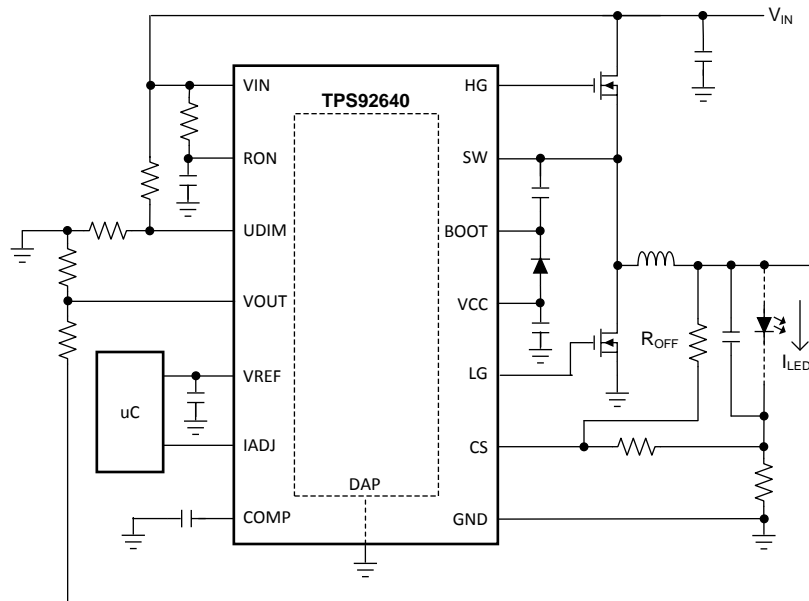 V_IN
VIN
TPS92640
HG
RON
SW
UDIM
BOOT
VOUT
VCC
R_OFF
I_LED
VREF
LG
uC
IADJ
CS
DAP
COMP
GND